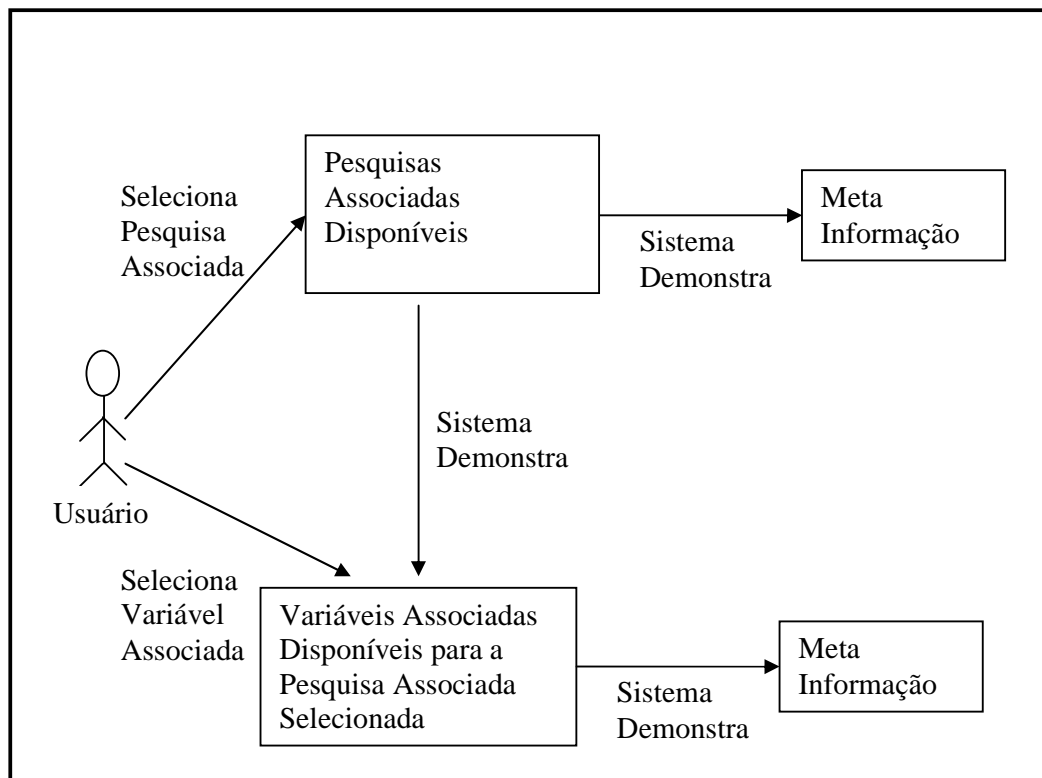 Seleciona
Pesquisa
Associada
Pesquisas
Associadas
Disponíveis
Sistema
Demonstra
Meta
Informação
Sistema
Demonstra
Usuário
Seleciona
Variável
Associada
Variáveis Associadas
Disponíveis para a
Pesquisa Associada
Selecionada
Sistema
Demonstra
Meta
Informação